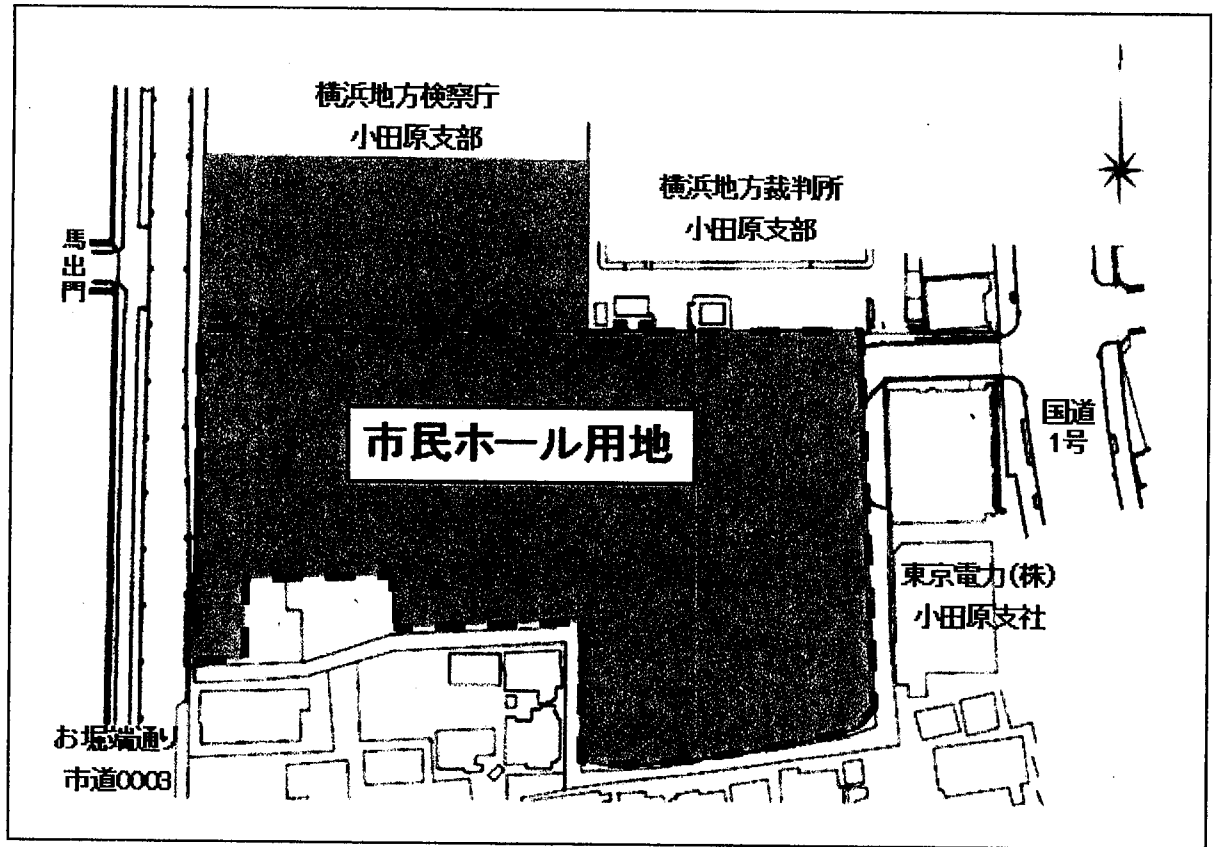 横浜地方検察庁
小田原支部
横浜地方裁判所
小田原支部
馬出門
市民ホール用地
国道
1号
東京電力(株)
小田原支社
お堀端通り
市道0003